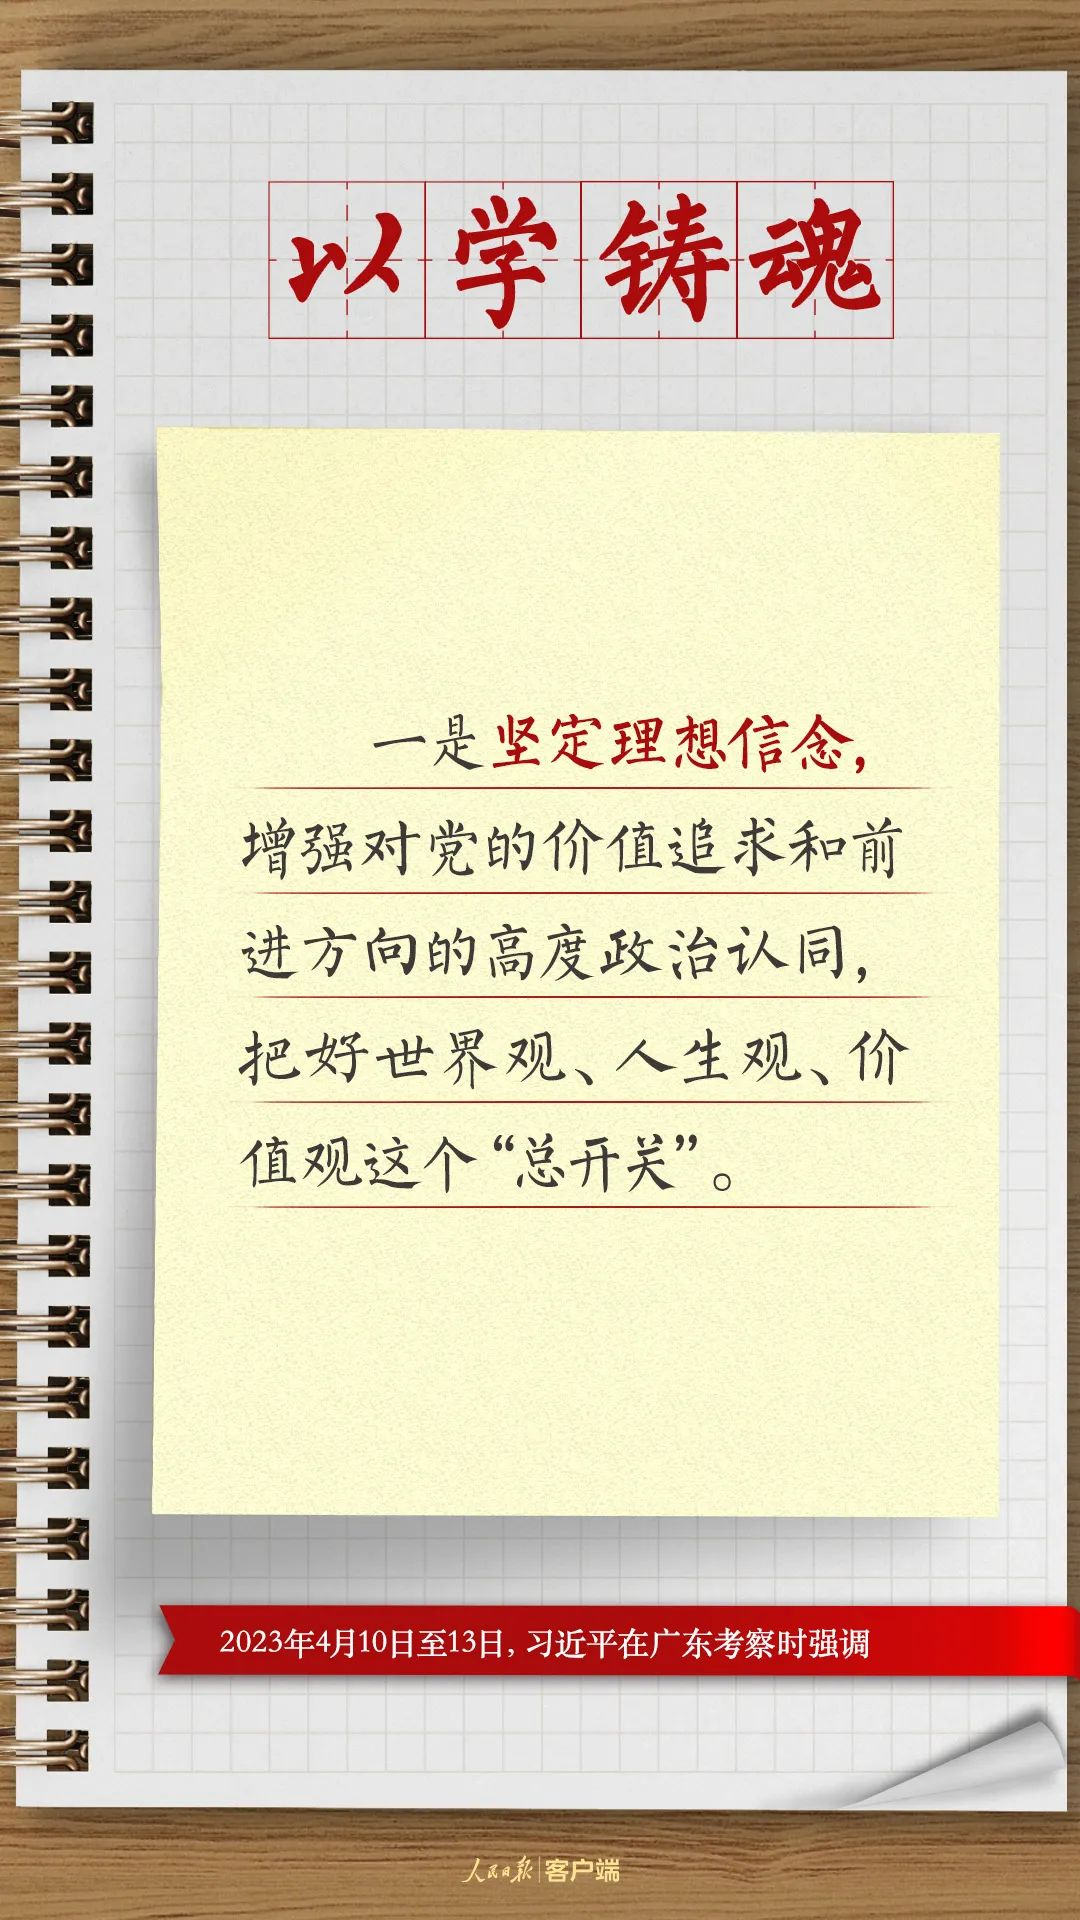 以学铸魂
一是坚定理想信念，
增强对党的价值追求和前
进方向的高度政治认同，
把好世界观、人生观、价
值观这个“总开关”。
2023年4月10日至13日，习近平在广东考察时强调
人民日报|客户端